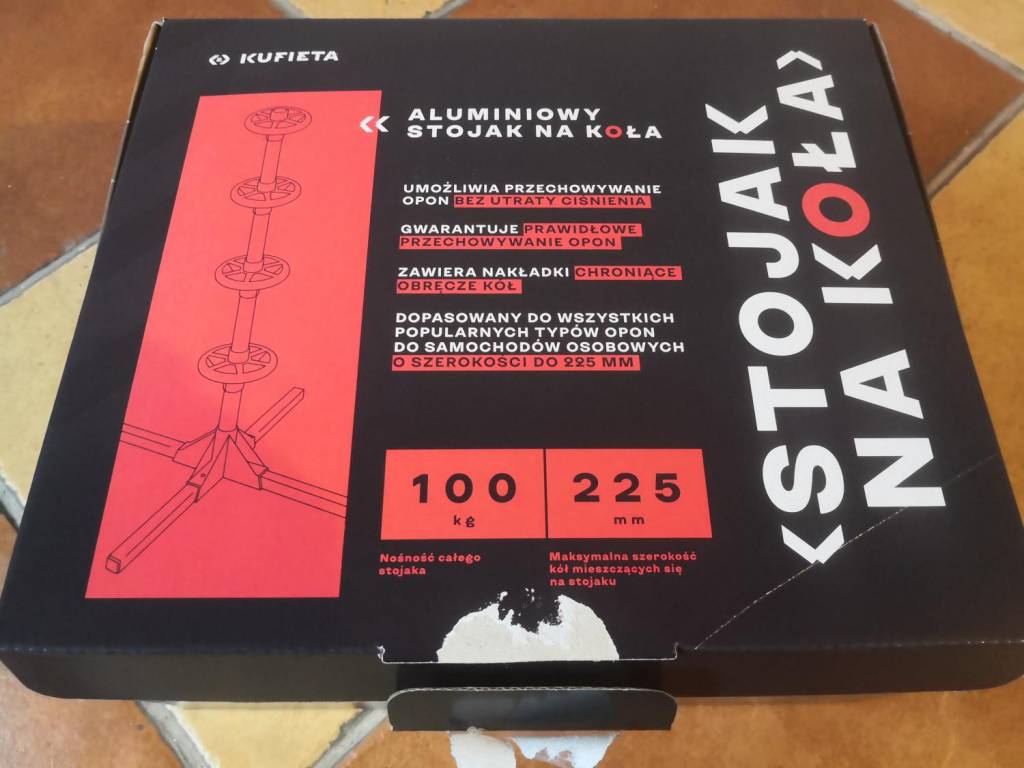 KUFIETA
ALUMINIOWY
STOJAK NA KOŁA
UMOŻLIWIA PRZECHOWYWANIE
OPON BEZ UTRATY CIŚNIENIA
GWARANTUJE PRAWIDŁOWE
PRZECHOWYWANIE OPON
ZAWIERA NAKŁADKI CHRONIĄCE
OBRĘCZE KÓŁ
DOPASOWANY DO WSZYSTKICH
POPULARNYCH TYPÓW OPON
DO SAMOCHODÓW OSOBOWYCH
O SZEROKOŚCI DO 225 MM
100
kg
Nośność całego
stojaka
225
mm
Maksymalna szerokość
kół mieszczących się
na stojaku
STOJAK
NA KOŁA